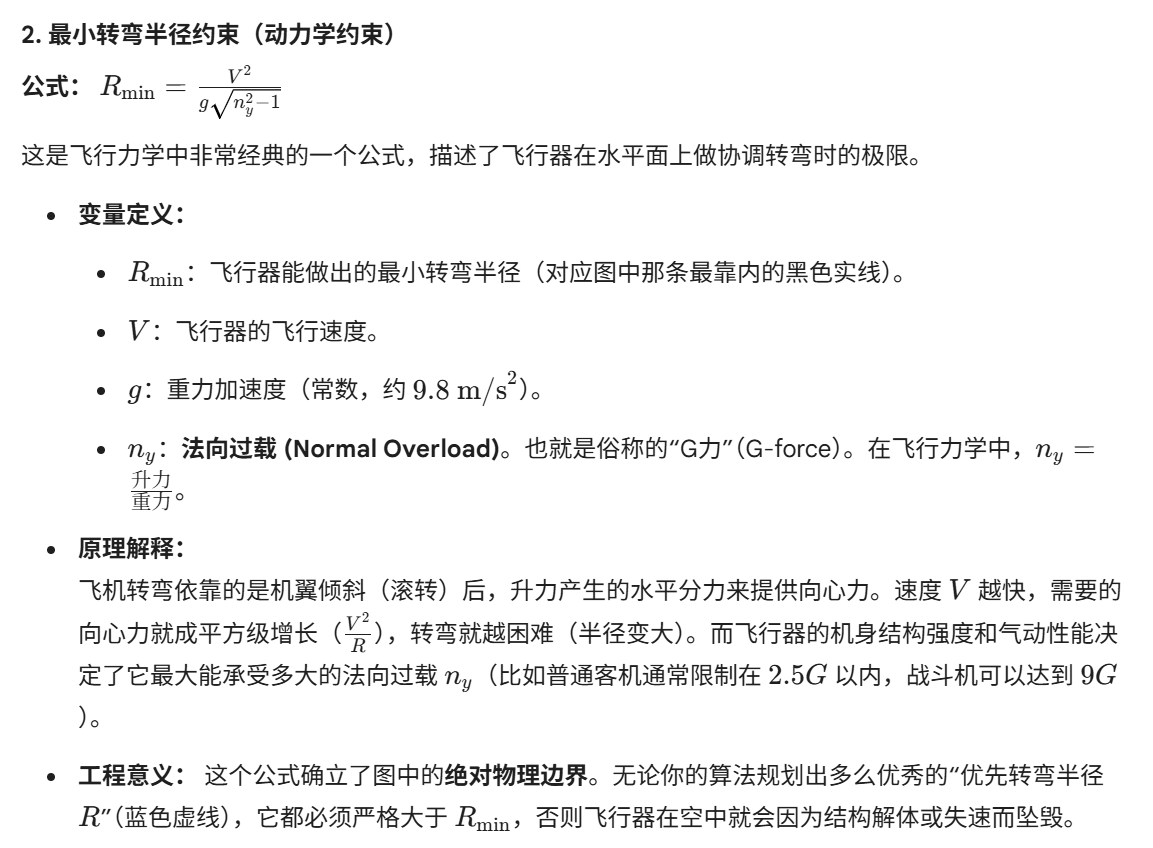 2. 最小转弯半径约束（动力学约束）
公式： $R_{\min} = \frac{V^2}{g\sqrt{n_y^2-1}}$
这是飞行力学中非常经典的一个公式，描述了飞行器在水平面上做协调转弯时的极限。
• 变量定义：
• $R_{\min}$：飞行器能做出的最小转弯半径（对应图中那条最靠内的黑色实线）。
• $V$：飞行器的飞行速度。
• $g$：重力加速度（常数，约 $9.8\ \mathrm{m/s^2}$）。
• $n_y$：法向过载 (Normal Overload)。也就是俗称的“G力”（G-force）。在飞行力学中，$n_y =$
$\frac{升力}{重力}$。
• 原理解释：
飞机转弯依靠的是机翼倾斜（滚转）后，升力产生的水平分力来提供向心力。速度 $V$ 越快，需要的
向心力就成平方级增长（$\frac{V^2}{R}$），转弯就越困难（半径变大）。而飞行器的机身结构强度和气动性能决
定了它最大能承受多大的法向过载 $n_y$（比如普通客机通常限制在 $2.5G$ 以内，战斗机可以达到 $9G$
）。
• 工程意义： 这个公式确立了图中的绝对物理边界。无论你的算法规划出多么优秀的“优先转弯半径
$R$”（蓝色虚线），它都必须严格大于 $R_{\min}$，否则飞行器在空中就会因为结构解体或失速而坠毁。